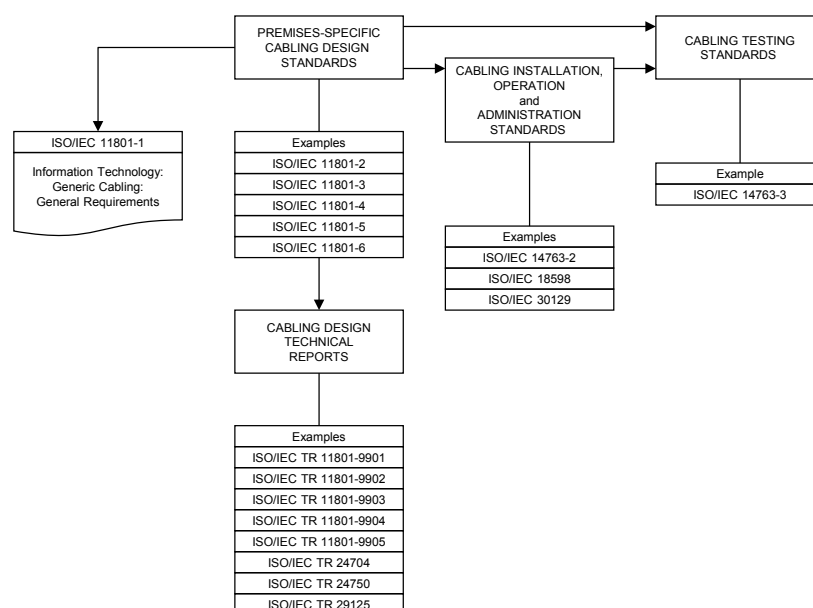 PREMISES-SPECIFIC
CABLING DESIGN
STANDARDS
CABLING TESTING
STANDARDS
CABLING INSTALLATION,
OPERATION
and
ADMINISTRATION
STANDARDS
ISO/IEC 11801-1
Information Technology:
Generic Cabling:
General Requirements
Examples
ISO/IEC 11801-2
ISO/IEC 11801-3
ISO/IEC 11801-4
ISO/IEC 11801-5
ISO/IEC 11801-6
Example
ISO/IEC 14763-3
Examples
ISO/IEC 14763-2
ISO/IEC 18598
ISO/IEC 30129
CABLING DESIGN
TECHNICAL
REPORTS
Examples
ISO/IEC TR 11801-9901
ISO/IEC TR 11801-9902
ISO/IEC TR 11801-9903
ISO/IEC TR 11801-9904
ISO/IEC TR 11801-9905
ISO/IEC TR 24704
ISO/IEC TR 24750
ISO/IEC TR 29125